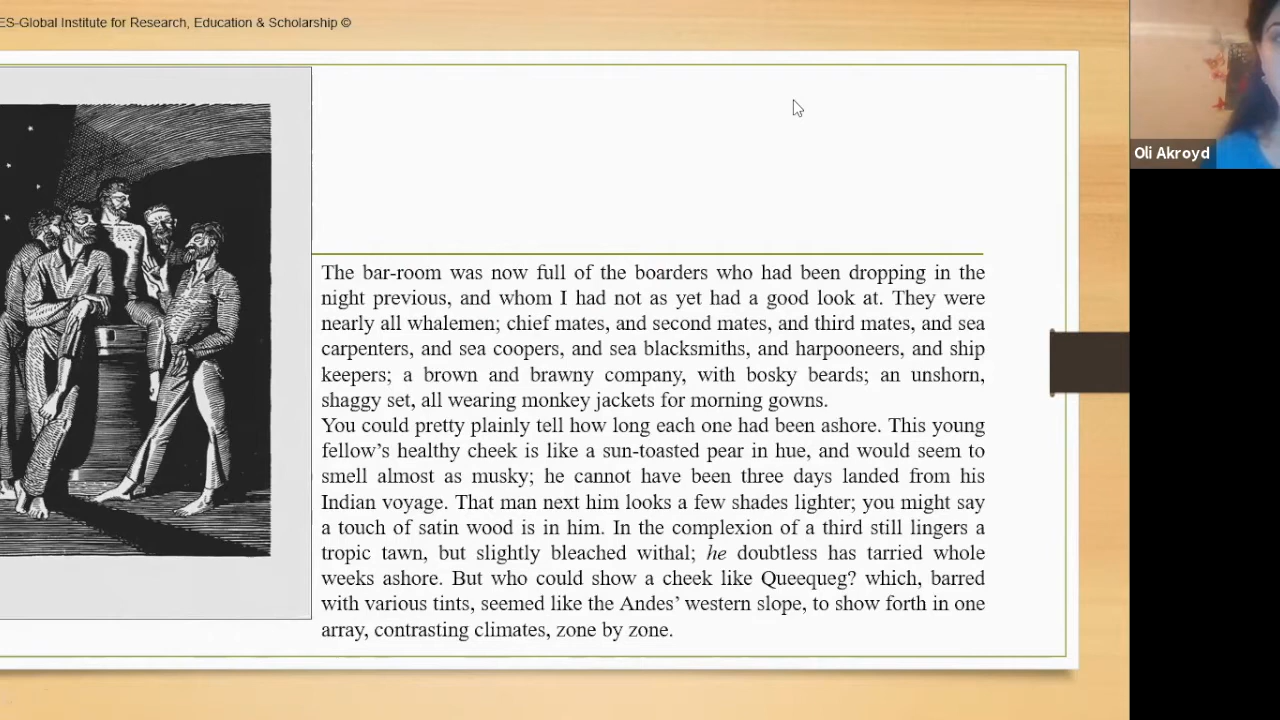 ES-Global Institute for Research, Education & Scholarship ©
Oli Akroyd
The bar-room was now full of the boarders who had been dropping in the
night previous, and whom I had not as yet had a good look at. They were
nearly all whalemen; chief mates, and second mates, and third mates, and sea
carpenters, and sea coopers, and sea blacksmiths, and harpooneers, and ship
keepers; a brown and brawny company, with bosky beards; an unshorn,
shaggy set, all wearing monkey jackets for morning gowns.
You could pretty plainly tell how long each one had been ashore. This young
fellow’s healthy cheek is like a sun-toasted pear in hue, and would seem to
smell almost as musky; he cannot have been three days landed from his
Indian voyage. That man next him looks a few shades lighter; you might say
a touch of satin wood is in him. In the complexion of a third still lingers a
tropic tawn, but slightly bleached withal; he doubtless has tarried whole
weeks ashore. But who could show a cheek like Queequeg? which, barred
with various tints, seemed like the Andes’ western slope, to show forth in one
array, contrasting climates, zone by zone.